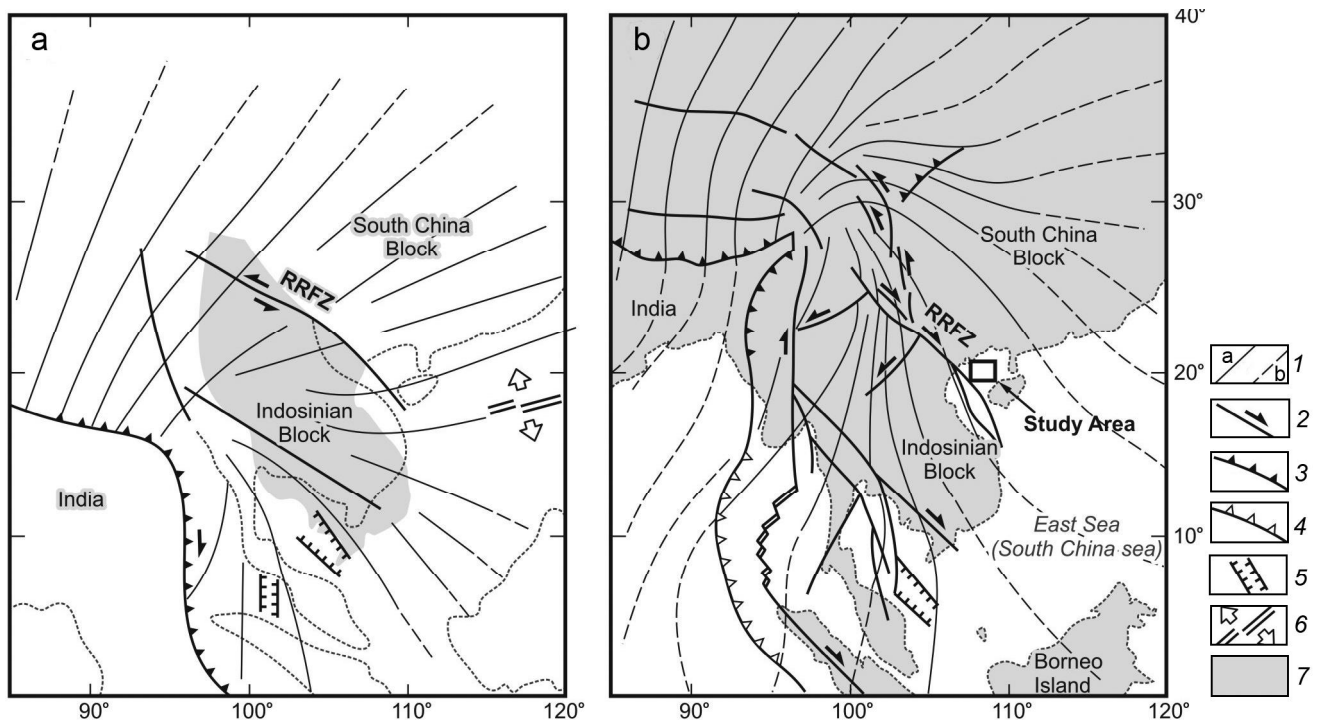 a
South China
Block
RRFZ
Indosinian
Block
India
90°
100°
110°
120°
b
South China
Block
India
RRFZ
Study Area
Indosinian
Block
East Sea
(South China sea)
Borneo
Island
40°
30°
20°
10°
90°
100°
110°
120°
a b 1
2
3
4
5
6
7